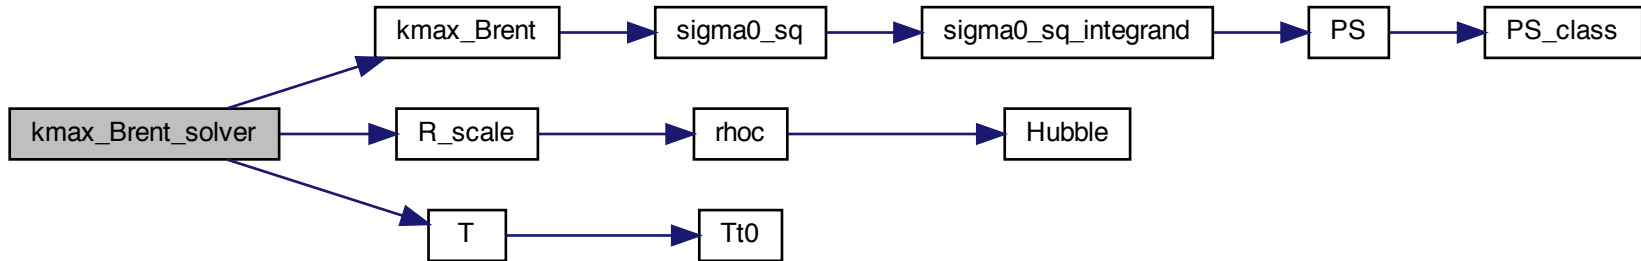 kmax_Brent
sigma0_sq
sigma0_sq_integrand
PS
PS_class
kmax_Brent_solver
R_scale
rhoc
Hubble
T
Tt0